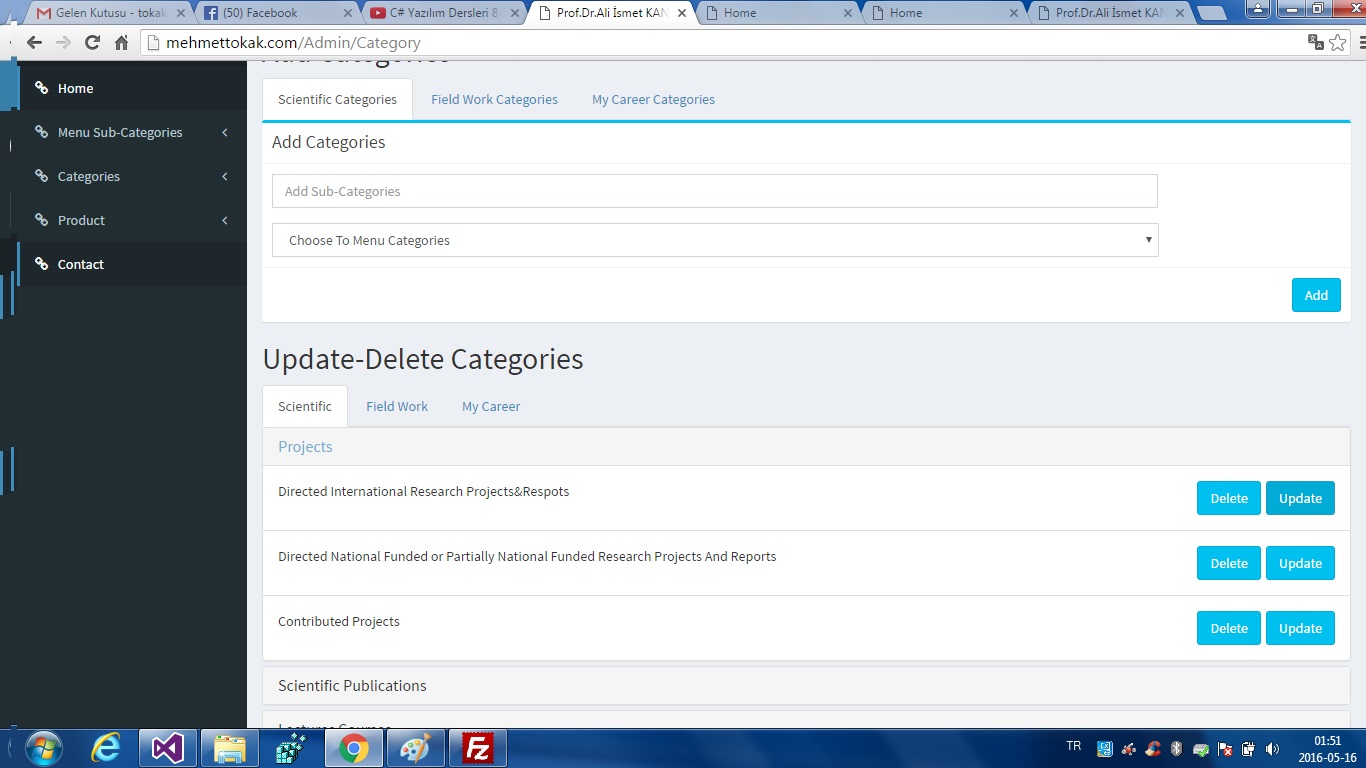 Gelen Kutusu - tokak
(50) Facebook
C# Yazılım Dersleri 8-
Prof.Dr.Ali İsmet KAN
Home
Home
Prof.Dr.Ali İsmet KAN
mehmettokak.com/Admin/Category
Add Categories
Home
Menu Sub-Categories
Categories
Product
Contact
Scientific Categories
Field Work Categories
My Career Categories
Add Categories
Add Sub-Categories
Choose To Menu Categories
Add
Update-Delete Categories
Scientific
Field Work
My Career
Projects
Directed International Research Projects&Respots
Delete
Update
Directed National Funded or Partially National Funded Research Projects And Reports
Delete
Update
Contributed Projects
Delete
Update
Scientific Publications
Lectures Courses
TR
01:51
2016-05-16